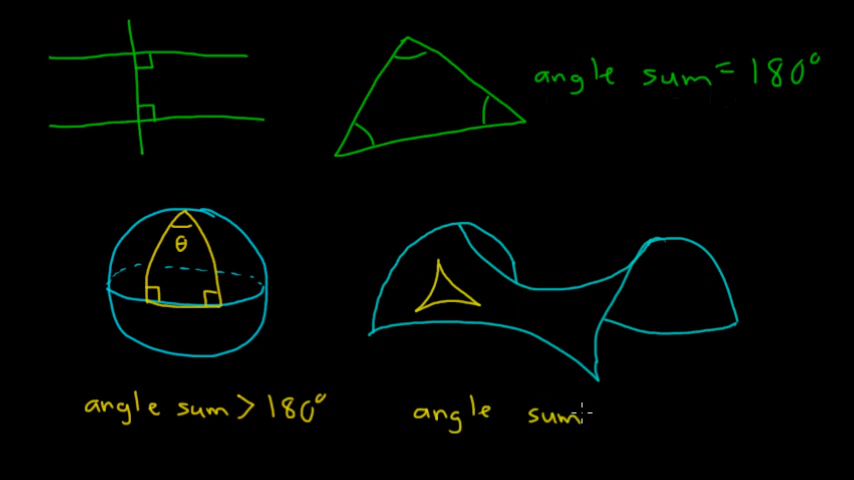 angle sum = 180°
θ
angle sum > 180°
angle sum